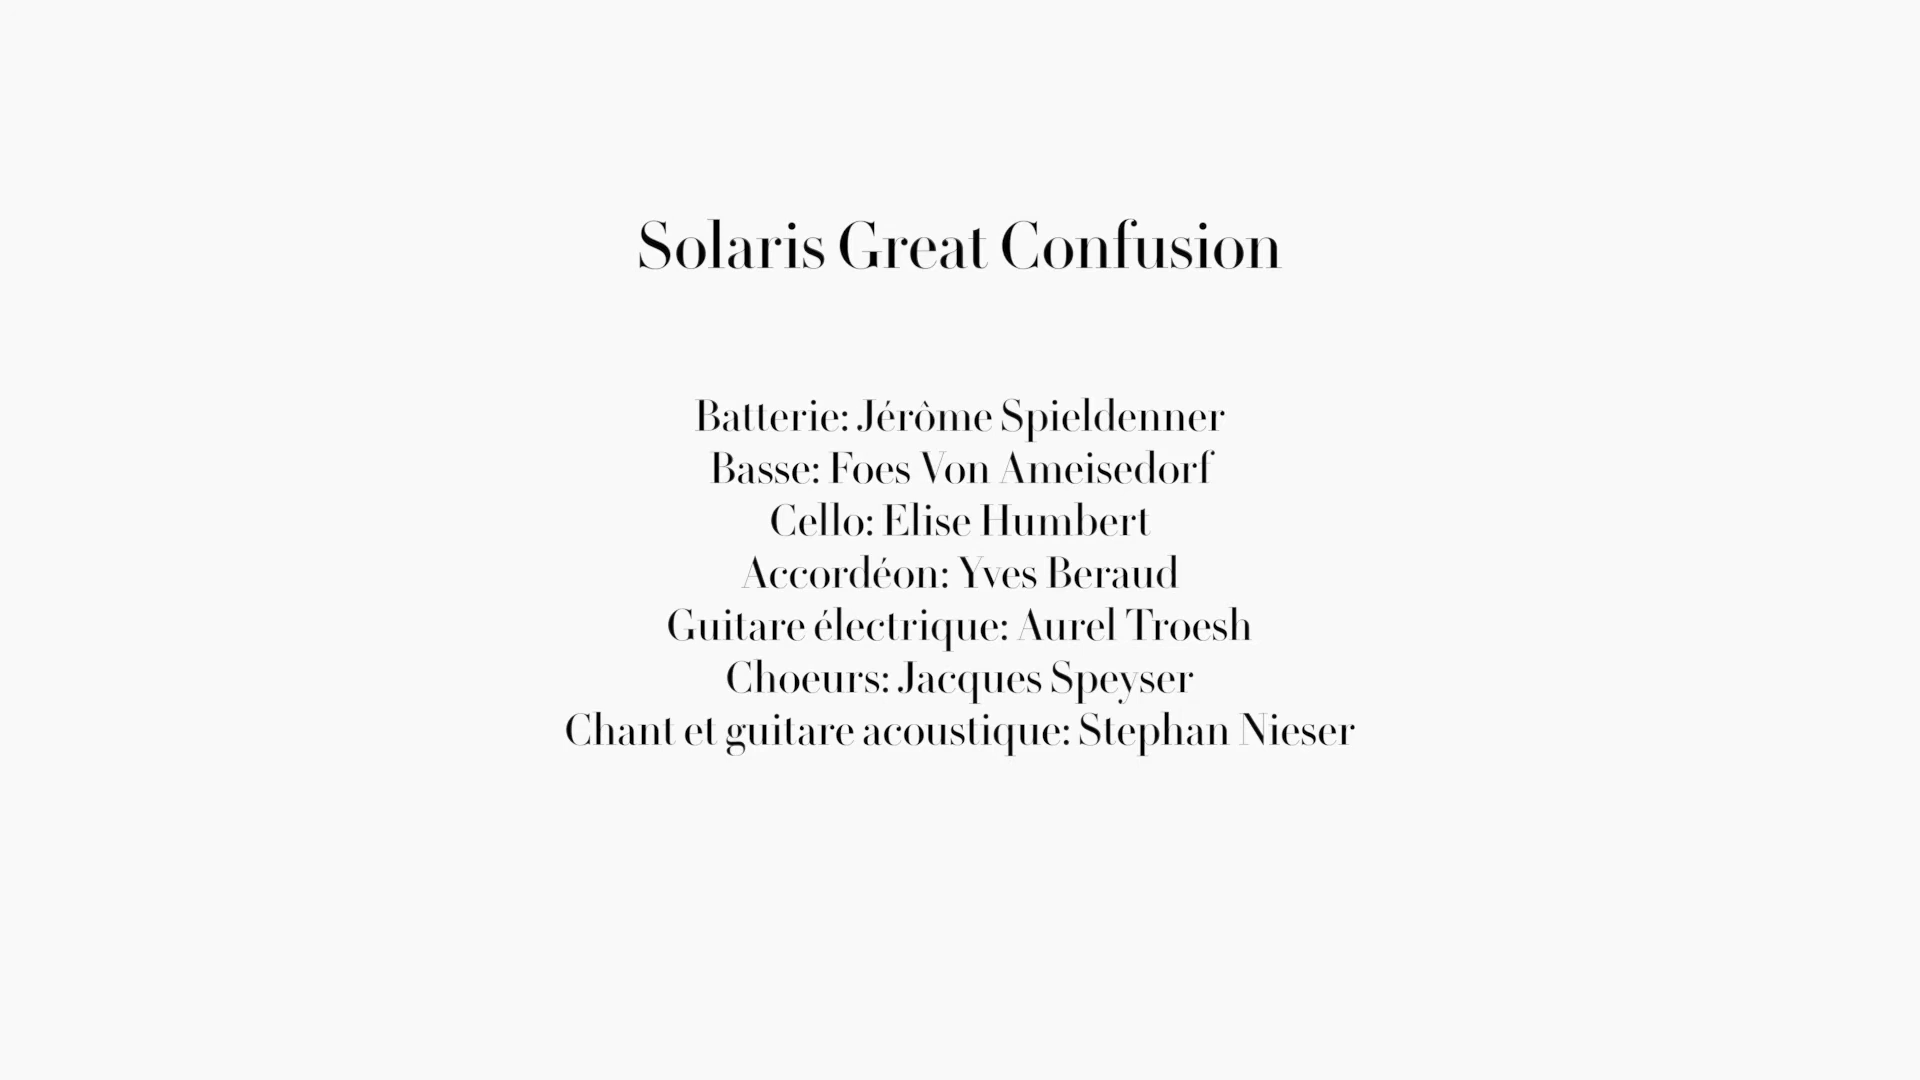 Solaris Great Confusion
Batterie: Jérôme Spieldenner
Basse: Foes Von Ameisedorf
Cello: Elise Humbert
Accordéon: Yves Beraud
Guitare électrique: Aurel Troesh
Choeurs: Jacques Speyser
Chant et guitare acoustique: Stephan Nieser